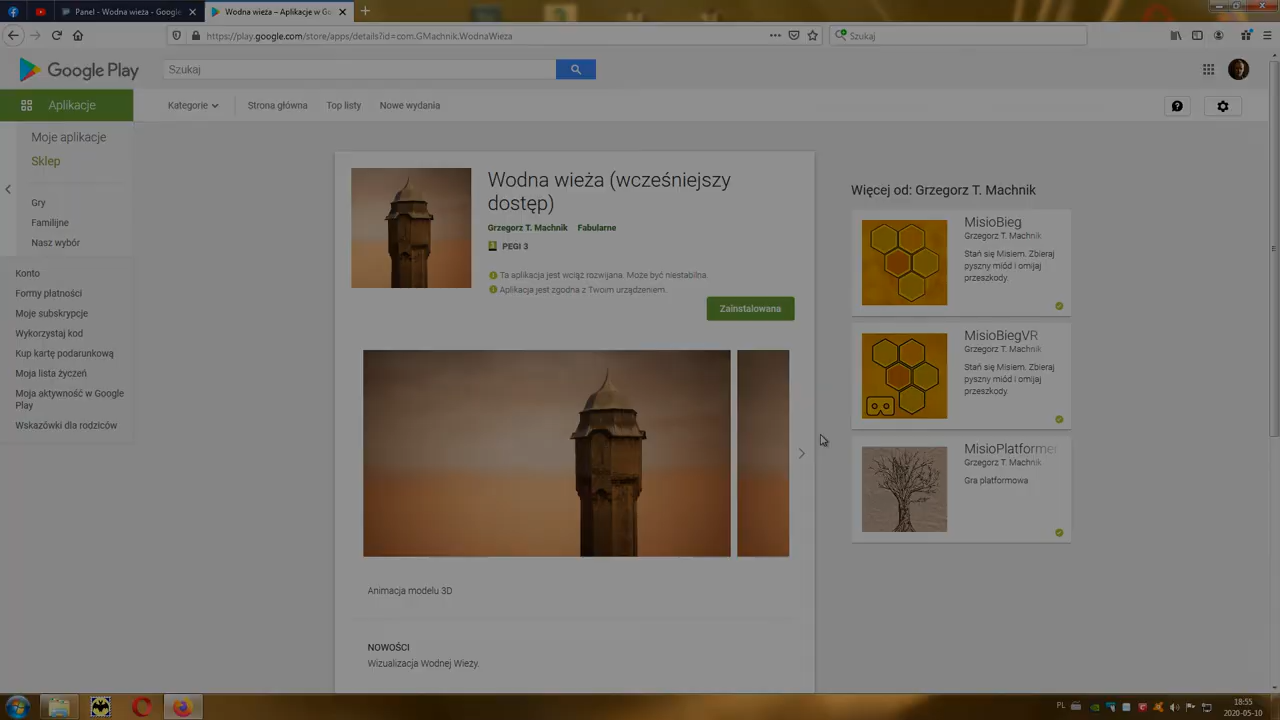 Panel - Wodna wieża - Google
Wodna wieża – Aplikacje w Go
https://play.google.com/store/apps/details?id=com.GMachnik.WodnaWieza
Szukaj
Google Play
Szukaj
Aplikacje
Kategorie
Strona główna
Top listy
Nowe wydania
Moje aplikacje
Sklep
Gry
Familijne
Nasz wybór
Konto
Formy płatności
Moje subskrypcje
Wykorzystaj kod
Kup kartę podarunkową
Moja lista życzeń
Moja aktywność w Google
Play
Wskazówki dla rodziców
Wodna wieża (wcześniejszy
dostęp)
Grzegorz T. Machnik Fabularne
PEGI 3
Ta aplikacja jest wciąż rozwijana. Może być niestabilna.
Aplikacja jest zgodna z Twoim urządzeniem.
Zainstalowana
Animacja modelu 3D
NOWOŚCI
Wizualizacja Wodnej Wieży.
Więcej od: Grzegorz T. Machnik
MisioBieg
Grzegorz T. Machnik
Stań się Misiem. Zbieraj
pyszny miód i omijaj
przeszkody.
MisioBiegVR
Grzegorz T. Machnik
Stań się Misiem. Zbieraj
pyszny miód i omijaj
przeszkody.
MisioPlatformer
Grzegorz T. Machnik
Gra platformowa
PL
18:55
2020-05-10